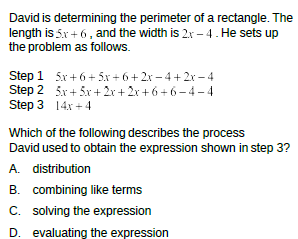 David is determining the perimeter of a rectangle. The
length is 5x + 6 , and the width is 2x – 4 . He sets up
the problem as follows.
Step 1 5x + 6 + 5x + 6 + 2x – 4 + 2x – 4
Step 2 5x + 5x + 2x + 2x + 6 + 6 – 4 – 4
Step 3 14x + 4
Which of the following describes the process
David used to obtain the expression shown in step 3?
A. distribution
B. combining like terms
C. solving the expression
D. evaluating the expression